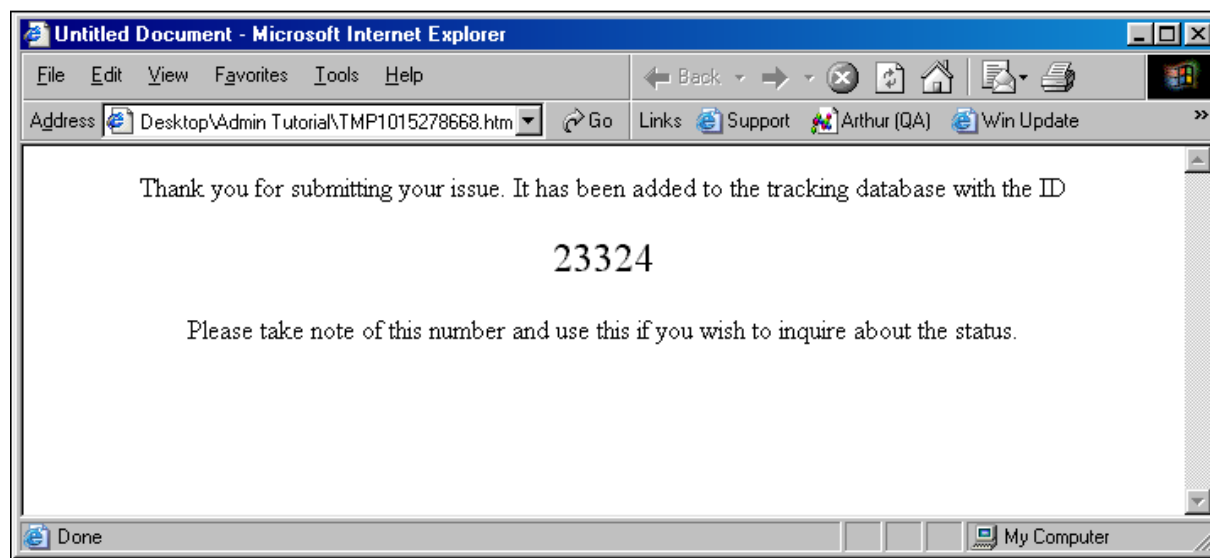 Untitled Document - Microsoft Internet Explorer
File Edit View Favorites Tools Help Back
Address Desktop\Admin Tutorial\TMP1015278668.htm Go Links Support Arthur (QA) Win Update »
Thank you for submitting your issue. It has been added to the tracking database with the ID
23324
Please take note of this number and use this if you wish to inquire about the status.
Done My Computer